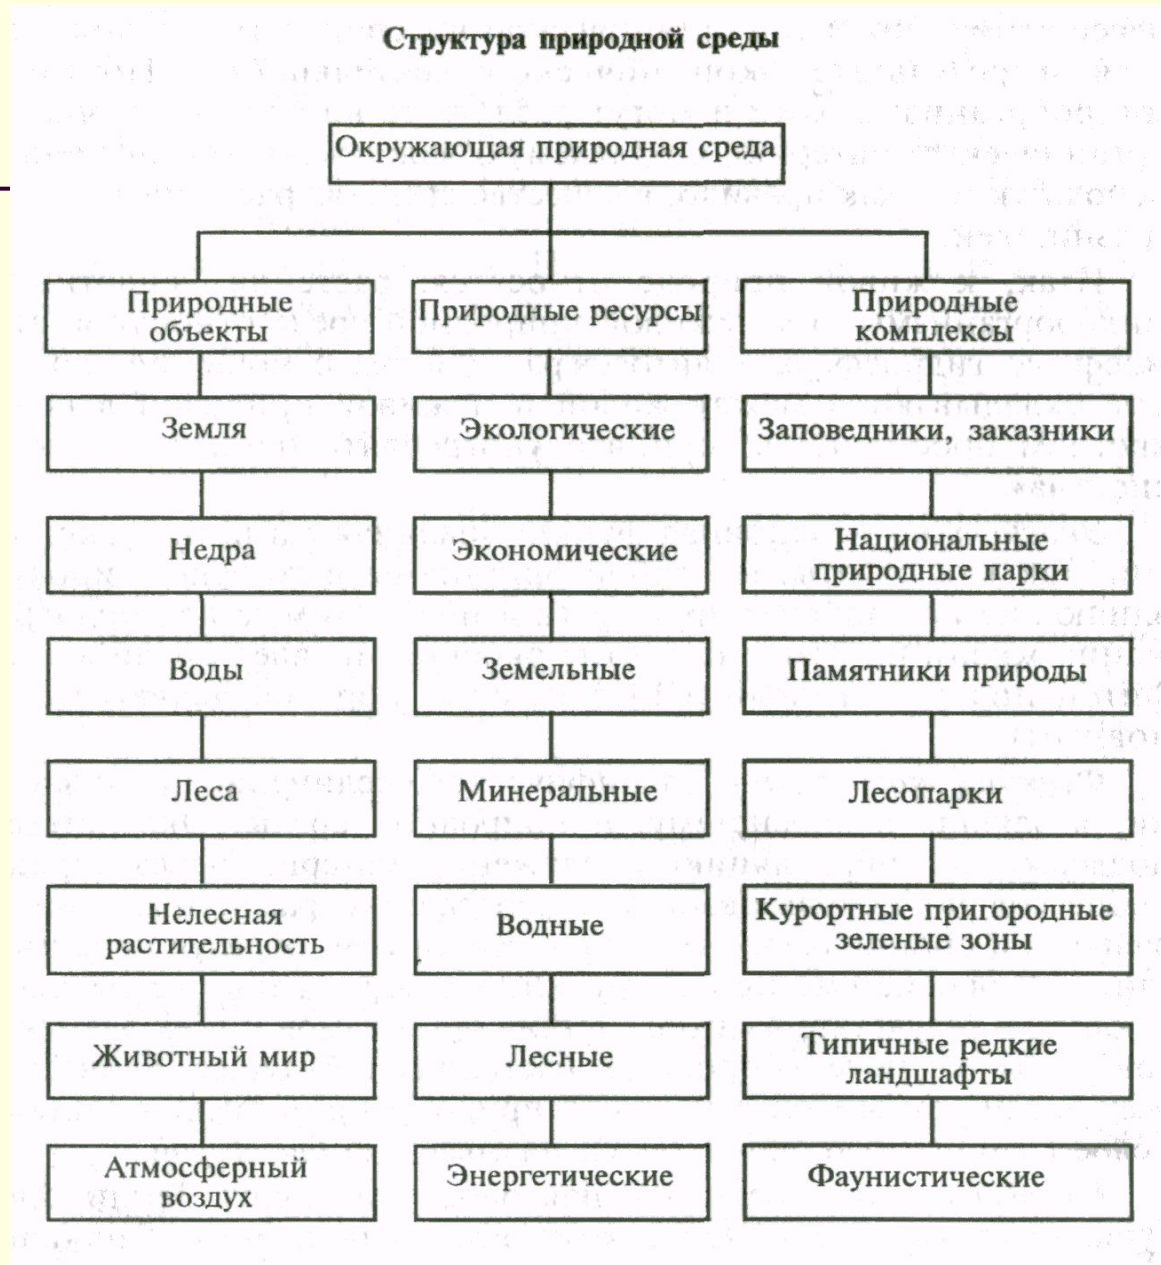 Структура природной среды
Окружающая природная среда
Природные
объекты
Земля
Недра
Воды
Леса
Нелесная
растительность
Животный мир
Атмосферный
воздух
Природные ресурсы
Экологические
Экономические
Земельные
Минеральные
Водные
Лесные
Энергетические
Природные
комплексы
Заповедники, заказники
Национальные
природные парки
Памятники природы
Лесопарки
Курортные пригородные
зеленые зоны
Типичные редкие
ландшафты
Фаунистические